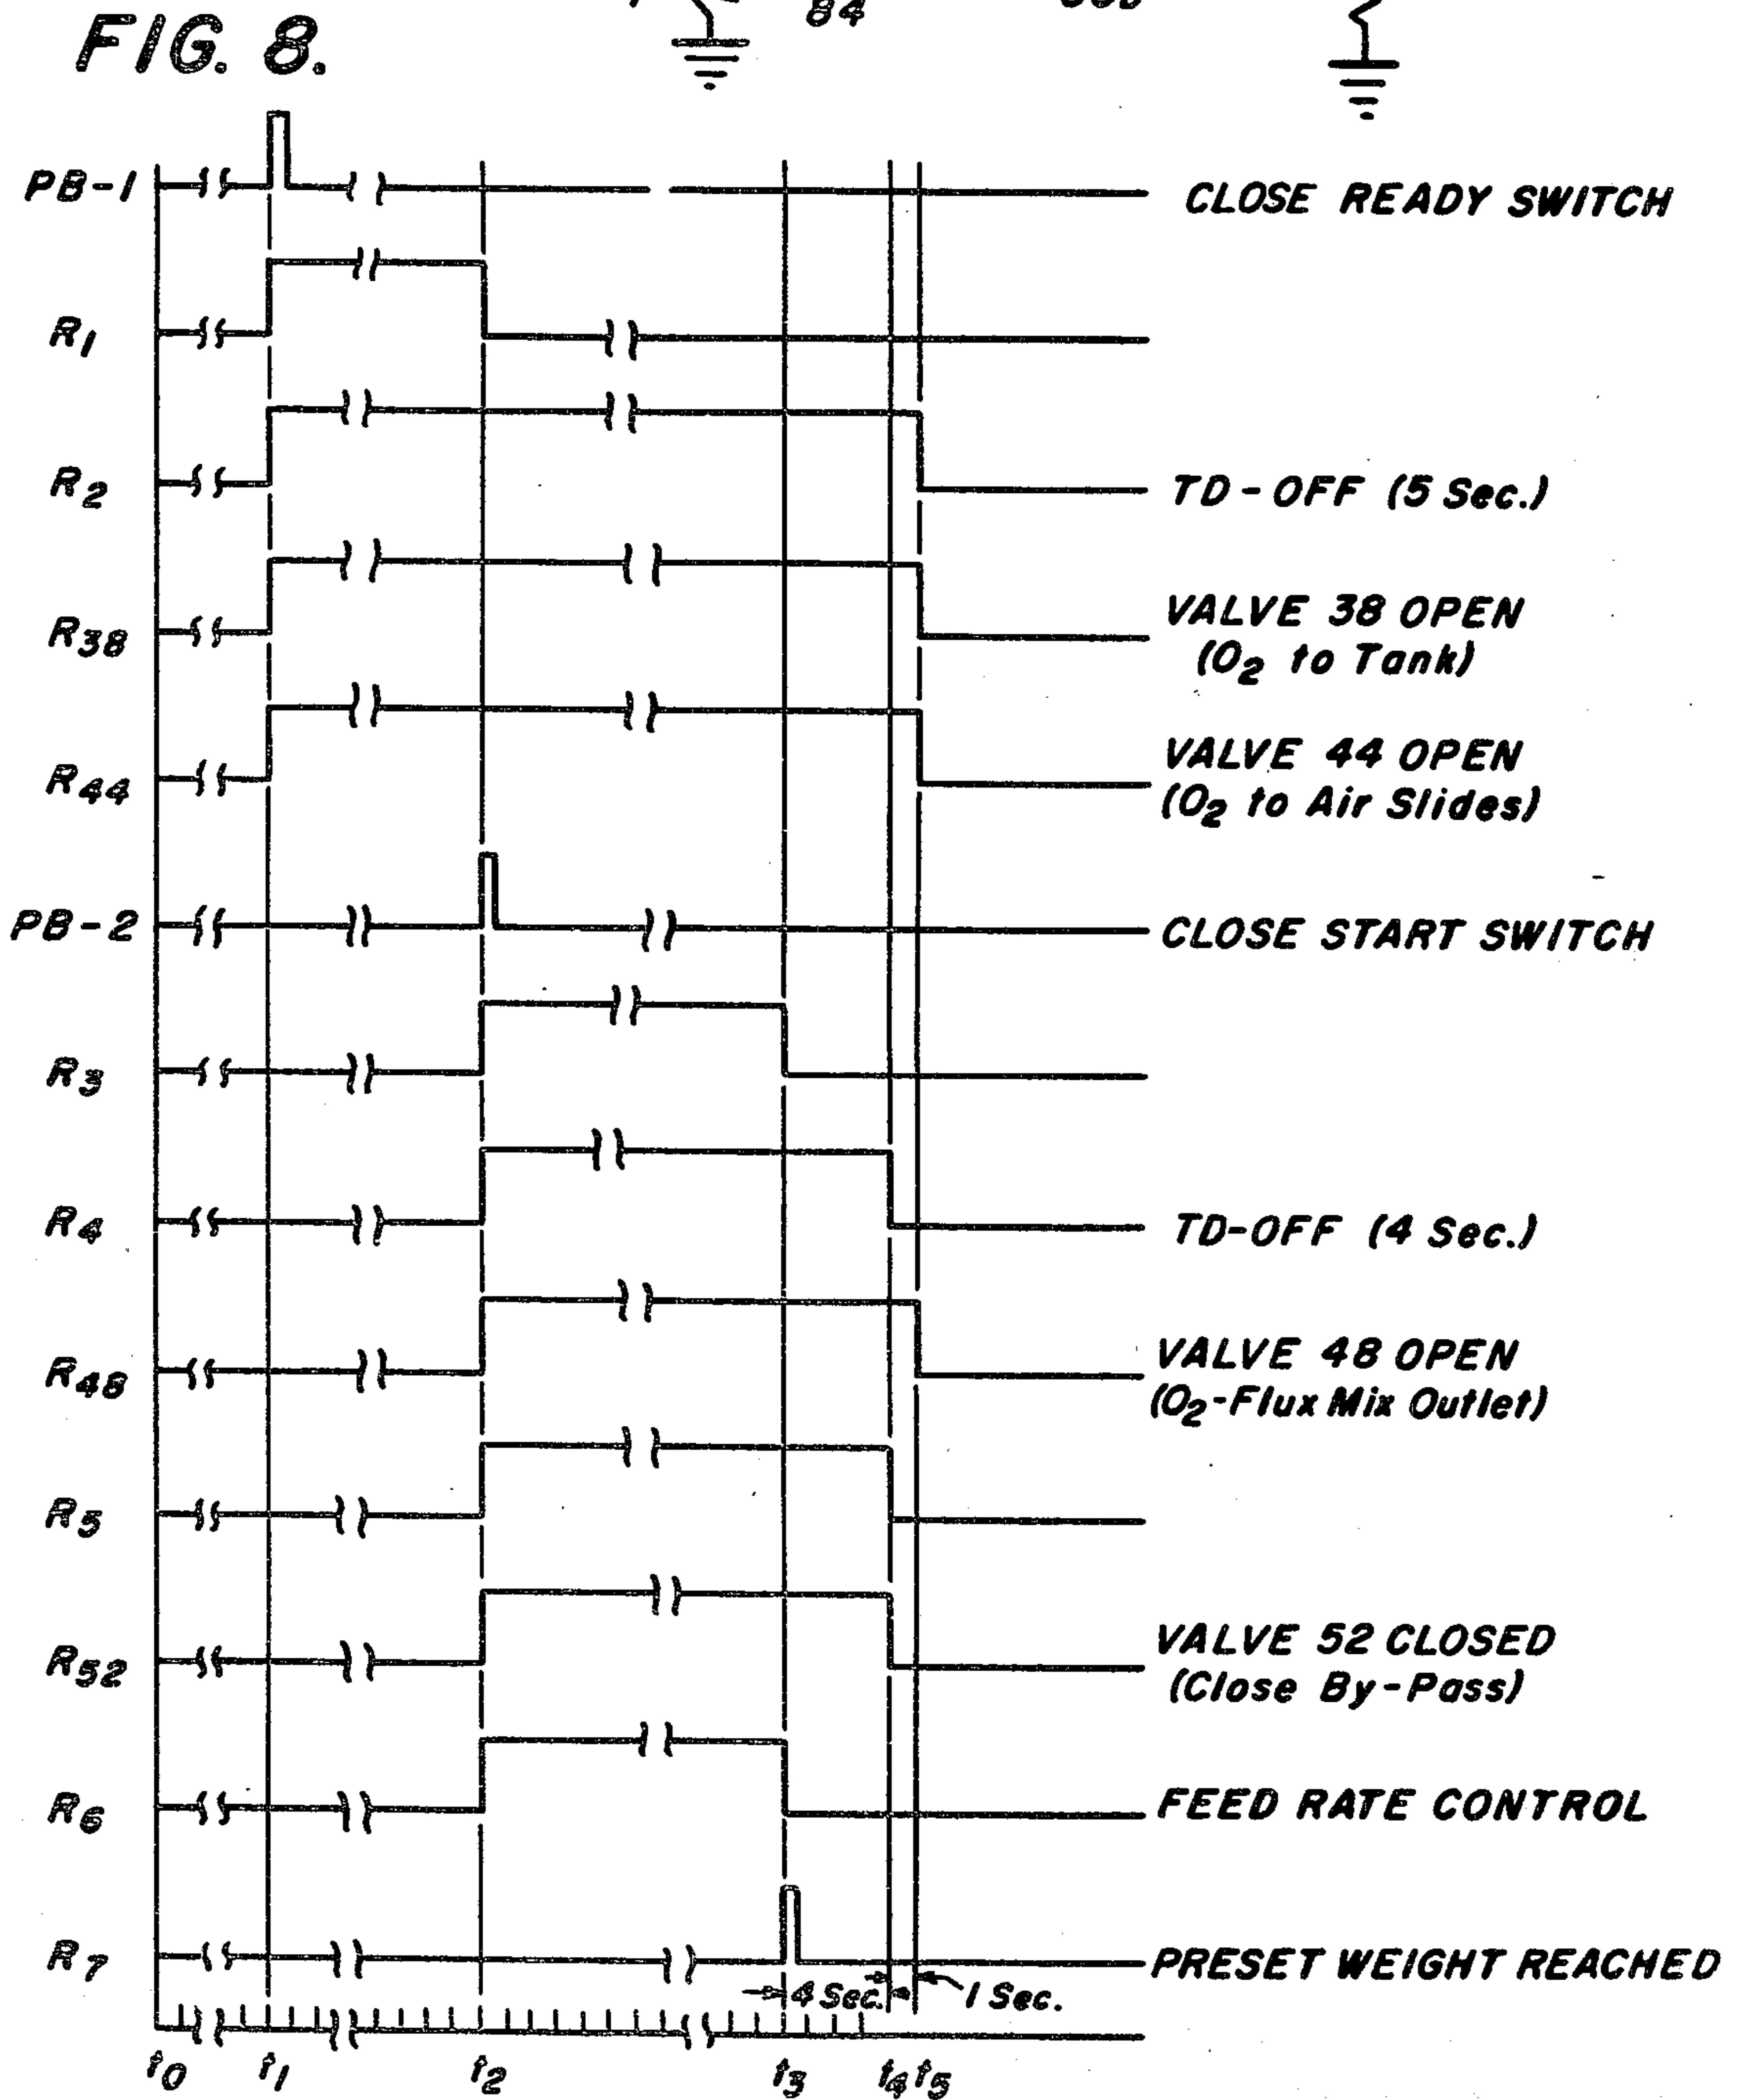 FIG. 8.
84
PB-1 CLOSE READY SWITCH
R1
R2 TD-OFF (5 Sec.)
R38 VALVE 38 OPEN
(O2 to Tank)
R44 VALVE 44 OPEN
(O2 to Air Slides)
PB-2 CLOSE START SWITCH
R3
R4 TD-OFF (4 Sec.)
R48 VALVE 48 OPEN
(O2-Flux Mix Outlet)
R5
R52 VALVE 52 CLOSED
(Close By-Pass)
R6 FEED RATE CONTROL
R7 PRESET WEIGHT REACHED
4 Sec. 1 Sec.
t0 t1 t2 t3 t4 t5